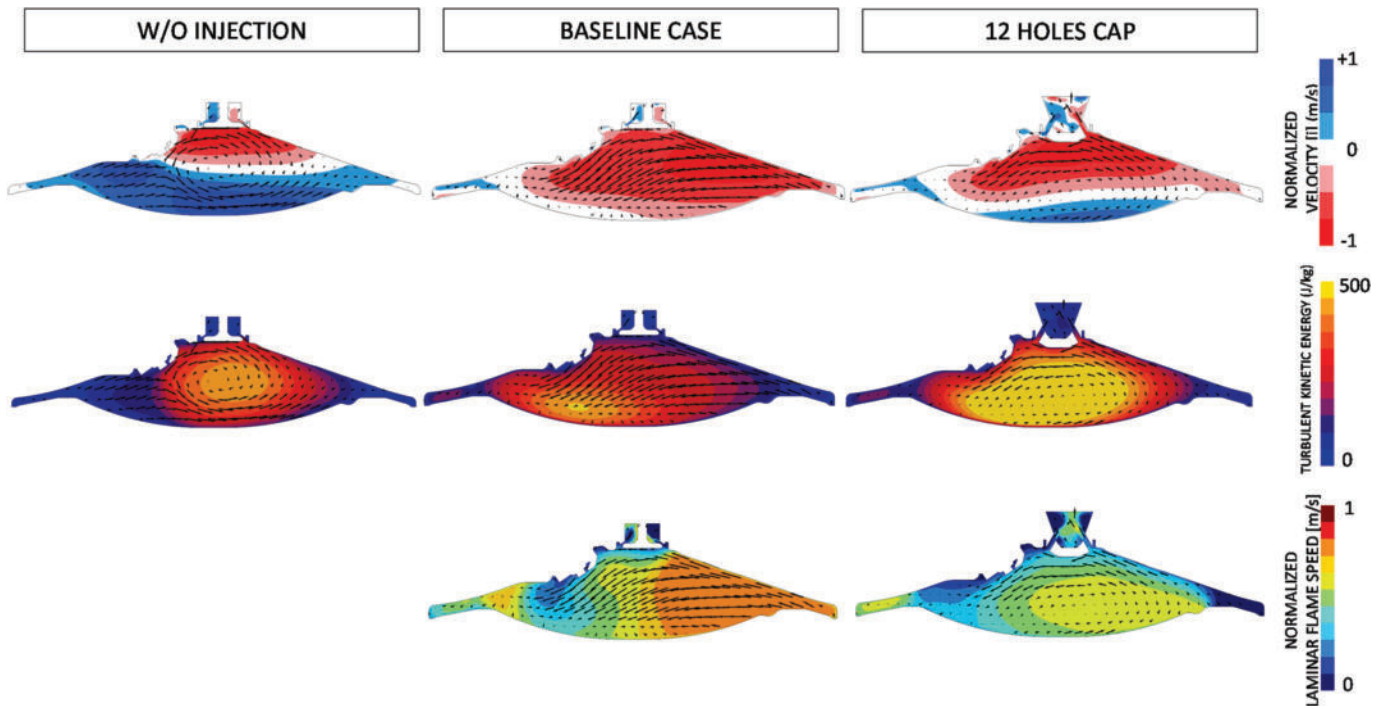 W/O INJECTION
BASELINE CASE
12 HOLES CAP
NORMALIZED
VELOCITY [i] (m/s)
+1
0
0
-1
TURBULENT KINETIC ENERGY (J/kg)
500
0
NORMALIZED
LAMINAR FLAME SPEED [m/s]
1
0